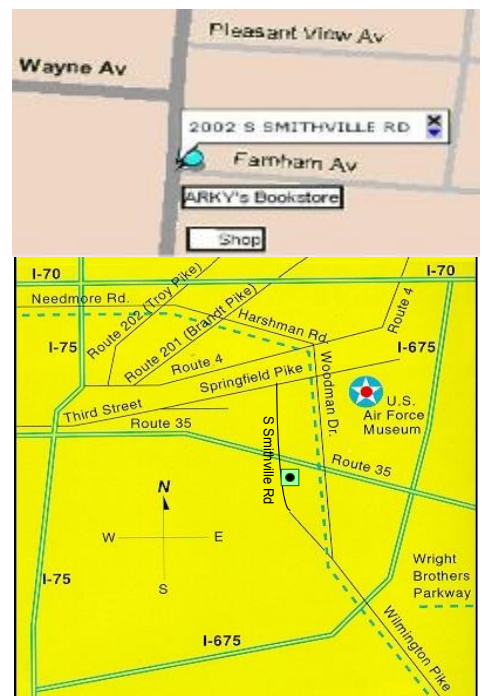 Pleasant View Av
Wayne Av
2002 S SMITHVILLE RD
Farnham Av
ARKY's Bookstore
Shop
I-70
I-70
Needmore Rd.
Route 202 (Troy Pike)
Route 201 (Brandt Pike)
Harshman Rd.
Route 4
I-75
Route 4
I-675
Springfield Pike
Woodman Dr.
U.S.
Air Force
Museum
Third Street
Route 35
S Smithville Rd
Route 35
N
W
E
S
I-75
Wright
Brothers
Parkway
I-675
Wilmington Pike